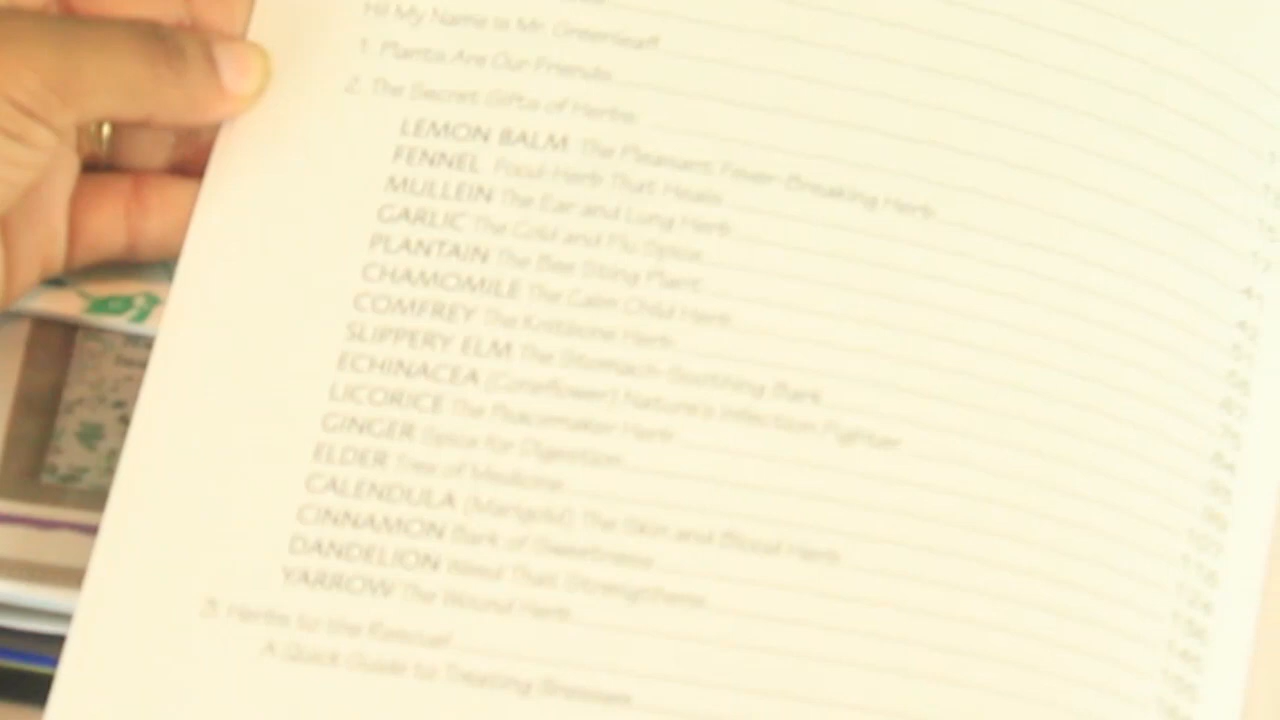 Hi! My Name is Mr. Greenleaf!
1. Plants Are Our Friends
2. The Secret Gifts of Herbs
LEMON BALM The Pleasant Fever-Breaking Herb
FENNEL Food-Herb That Heals
MULLEIN The Ear and Lung Herb
GARLIC The Cold and Flu Spice
PLANTAIN The Bee Sting Plant
CHAMOMILE The Calm Child Herb
COMFREY The Knitbone Herb
SLIPPERY ELM The Stomach-Soothing Bark
ECHINACEA (Coneflower) Nature's Infection Fighter
LICORICE The Peacemaker Herb
GINGER Spice for Digestion
ELDER Tree of Medicine
CALENDULA (Marigold) The Skin and Blood Herb
CINNAMON Bark of Sweetness
DANDELION Weed That Strengthens
YARROW The Wound Herb
3. Herbs to the Rescue!
A Quick Guide to Treating Illnesses